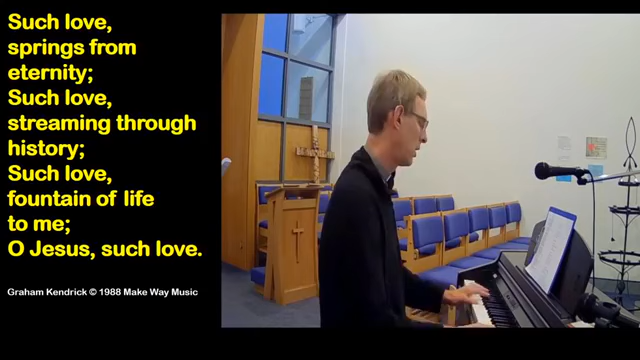 Such love,
springs from
eternity;
Such love,
streaming through
history;
Such love,
fountain of life
to me;
O Jesus, such love.
Graham Kendrick © 1988 Make Way Music